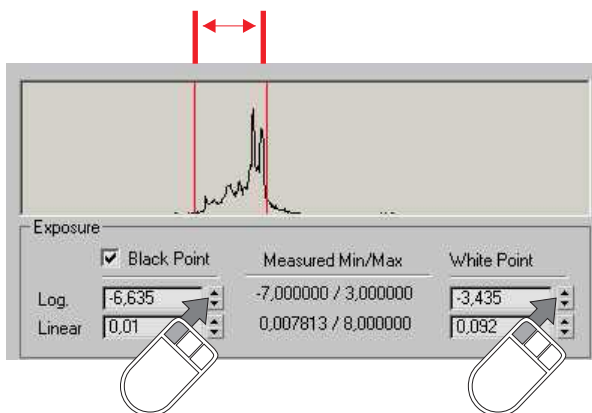 Exposure
Black Point Measured Min/Max White Point
Log. -6,635 -7,000000 / 3,000000 -3,435
Linear 0,01 0,007813 / 8,000000 0,092